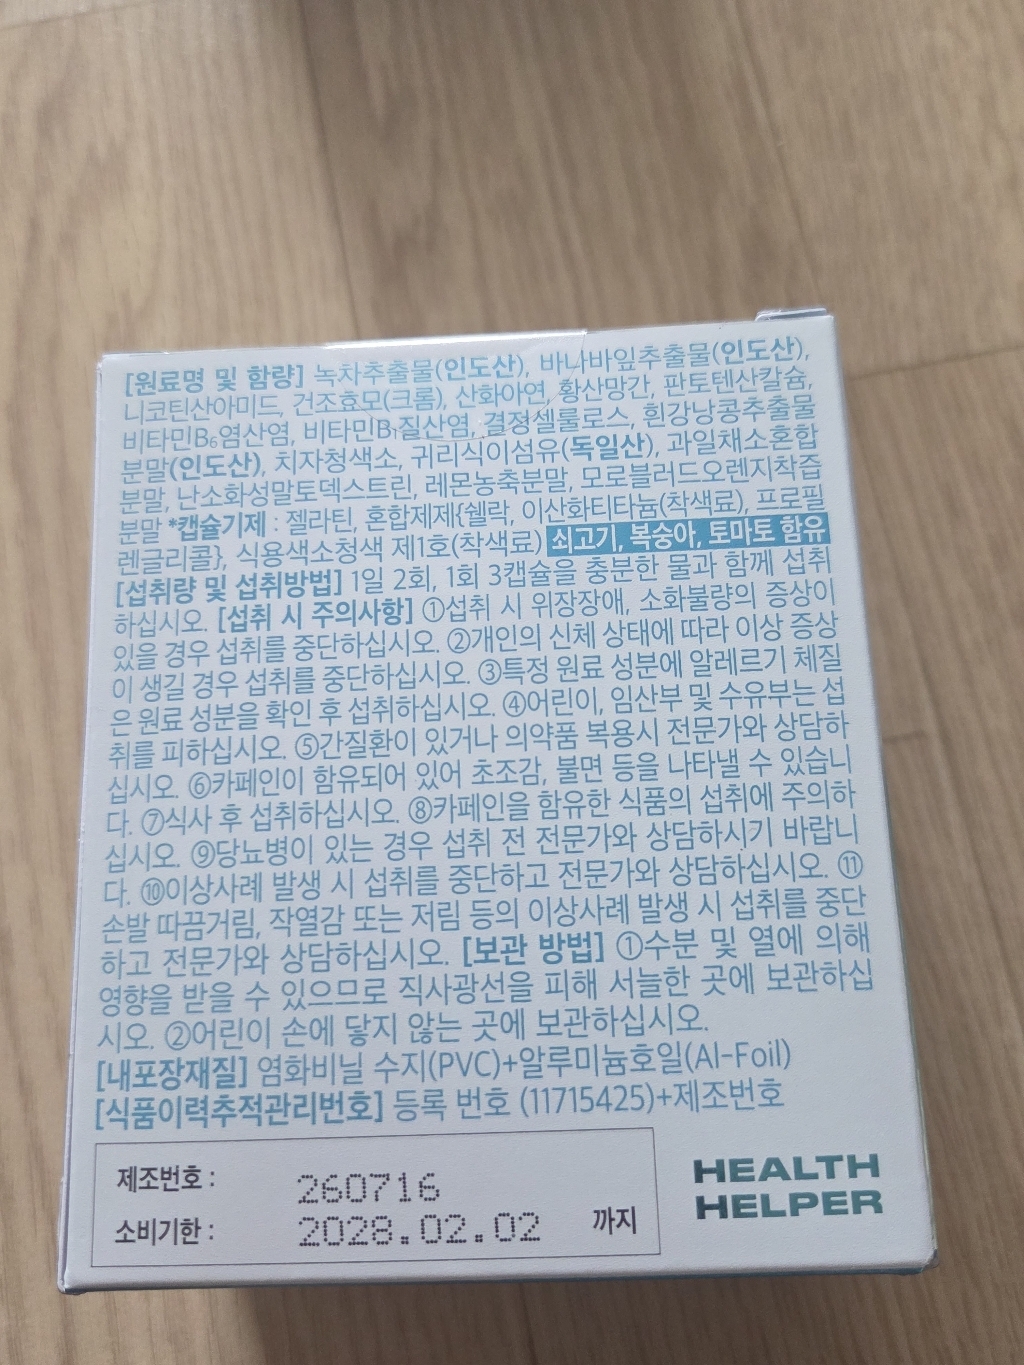 [원료명 및 함량] 녹차추출물(인도산), 바나바잎추출물(인도산),
니코틴산아미드, 건조효모(크롬), 산화아연, 황산망간, 판토텐산칼슘,
비타민B₆염산염, 비타민B₁질산염, 결정셀룰로스, 흰강낭콩추출물
분말(인도산), 치자청색소, 귀리식이섬유(독일산), 과일채소혼합
분말, 난소화성말토덱스트린, 레몬농축분말, 모로블러드오렌지착즙
분말 *캡슐기제 : 젤라틴, 혼합제제{쉘락, 이산화티타늄(착색료), 프로필
렌글리콜}, 식용색소청색 제1호(착색료) 쇠고기, 복숭아, 토마토 함유
[섭취량 및 섭취방법] 1일 2회, 1회 3캡슐을 충분한 물과 함께 섭취
하십시오. [섭취 시 주의사항] ①섭취 시 위장장애, 소화불량의 증상이
있을 경우 섭취를 중단하십시오. ②개인의 신체 상태에 따라 이상 증상
이 생길 경우 섭취를 중단하십시오. ③특정 원료 성분에 알레르기 체질
은 원료 성분을 확인 후 섭취하십시오. ④어린이, 임산부 및 수유부는 섭
취를 피하십시오. ⑤간질환이 있거나 의약품 복용시 전문가와 상담하
십시오. ⑥카페인이 함유되어 있어 초조감, 불면 등을 나타낼 수 있습니
다. ⑦식사 후 섭취하십시오. ⑧카페인을 함유한 식품의 섭취에 주의하
십시오. ⑨당뇨병이 있는 경우 섭취 전 전문가와 상담하시기 바랍니
다. ⑩이상사례 발생 시 섭취를 중단하고 전문가와 상담하십시오. ⑪
손발 따끔거림, 작열감 또는 저림 등의 이상사례 발생 시 섭취를 중단
하고 전문가와 상담하십시오. [보관 방법] ①수분 및 열에 의해
영향을 받을 수 있으므로 직사광선을 피해 서늘한 곳에 보관하십
시오. ②어린이 손에 닿지 않는 곳에 보관하십시오.
[내포장재질] 염화비닐 수지(PVC)+알루미늄호일(Al-Foil)
[식품이력추적관리번호] 등록 번호 (11715425)+제조번호
제조번호 : 260716
소비기한 : 2028.02.02 까지
HEALTH
HELPER